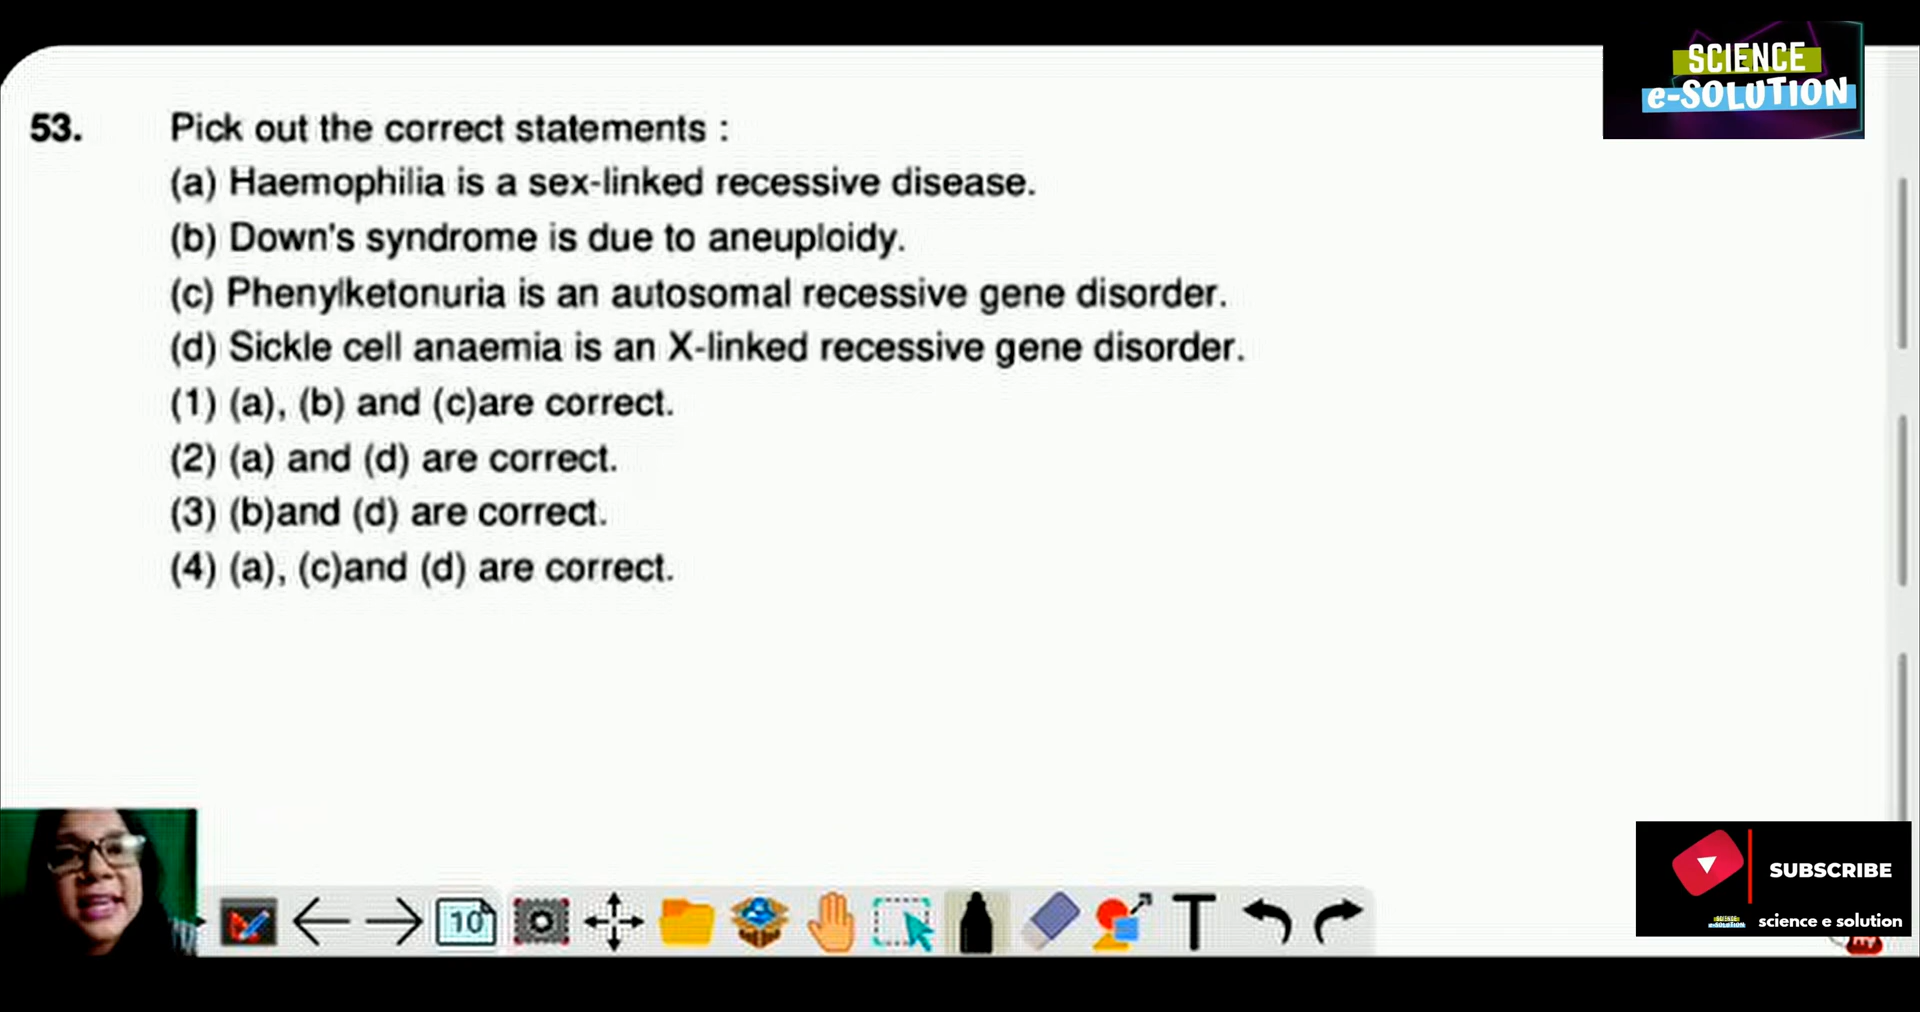 SCIENCE
e-SOLUTION
53. Pick out the correct statements :
(a) Haemophilia is a sex-linked recessive disease.
(b) Down's syndrome is due to aneuploidy.
(c) Phenylketonuria is an autosomal recessive gene disorder.
(d) Sickle cell anaemia is an X-linked recessive gene disorder.
(1) (a), (b) and (c)are correct.
(2) (a) and (d) are correct.
(3) (b)and (d) are correct.
(4) (a), (c)and (d) are correct.
10
T
SUBSCRIBE
science e solution